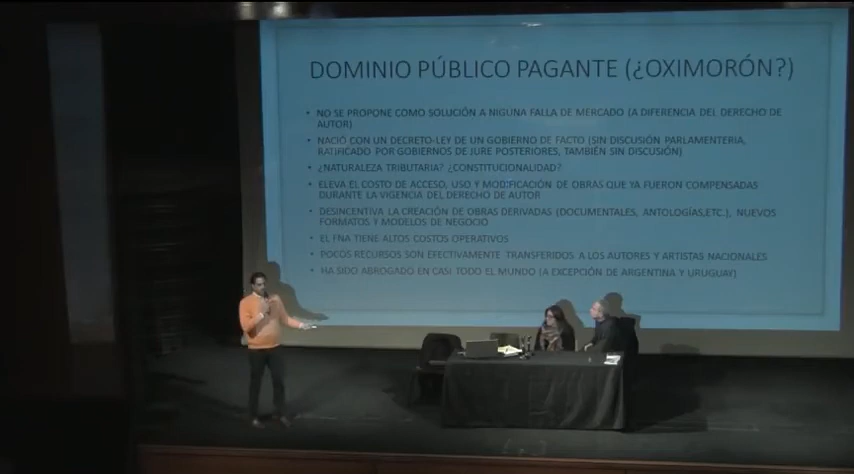 DOMINIO PÚBLICO PAGANTE (¿OXIMORÓN?)
• NO SE PROPONE COMO SOLUCIÓN A NIGUNA FALLA DE MERCADO (A DIFERENCIA DEL DERECHO DE
AUTOR)
• NACIÓ CON UN DECRETO-LEY DE UN GOBIERNO DE FACTO (SIN DISCUSIÓN PARLAMENTERIA,
RATIFICADO POR GOBIERNOS DE JURE POSTERIORES, TAMBIÉN SIN DISCUSIÓN)
• ¿NATURALEZA TRIBUTARIA? ¿CONSTITUCIONALIDAD?
• ELEVA EL COSTO DE ACCESO, USO Y MODIFICACIÓN DE OBRAS QUE YA FUERON COMPENSADAS
DURANTE LA VIGENCIA DEL DERECHO DE AUTOR
• DESINCENTIVA LA CREACIÓN DE OBRAS DERIVADAS (DOCUMENTALES, ANTOLOGÍAS,ETC.), NUEVOS
FORMATOS Y MODELOS DE NEGOCIO
• EL FNA TIENE ALTOS COSTOS OPERATIVOS
• POCOS RECURSOS SON EFECTIVAMENTE TRANSFERIDOS A LOS AUTORES Y ARTISTAS NACIONALES
• HA SIDO ABROGADO EN CASI TODO EL MUNDO (A EXCEPCIÓN DE ARGENTINA Y URUGUAY)